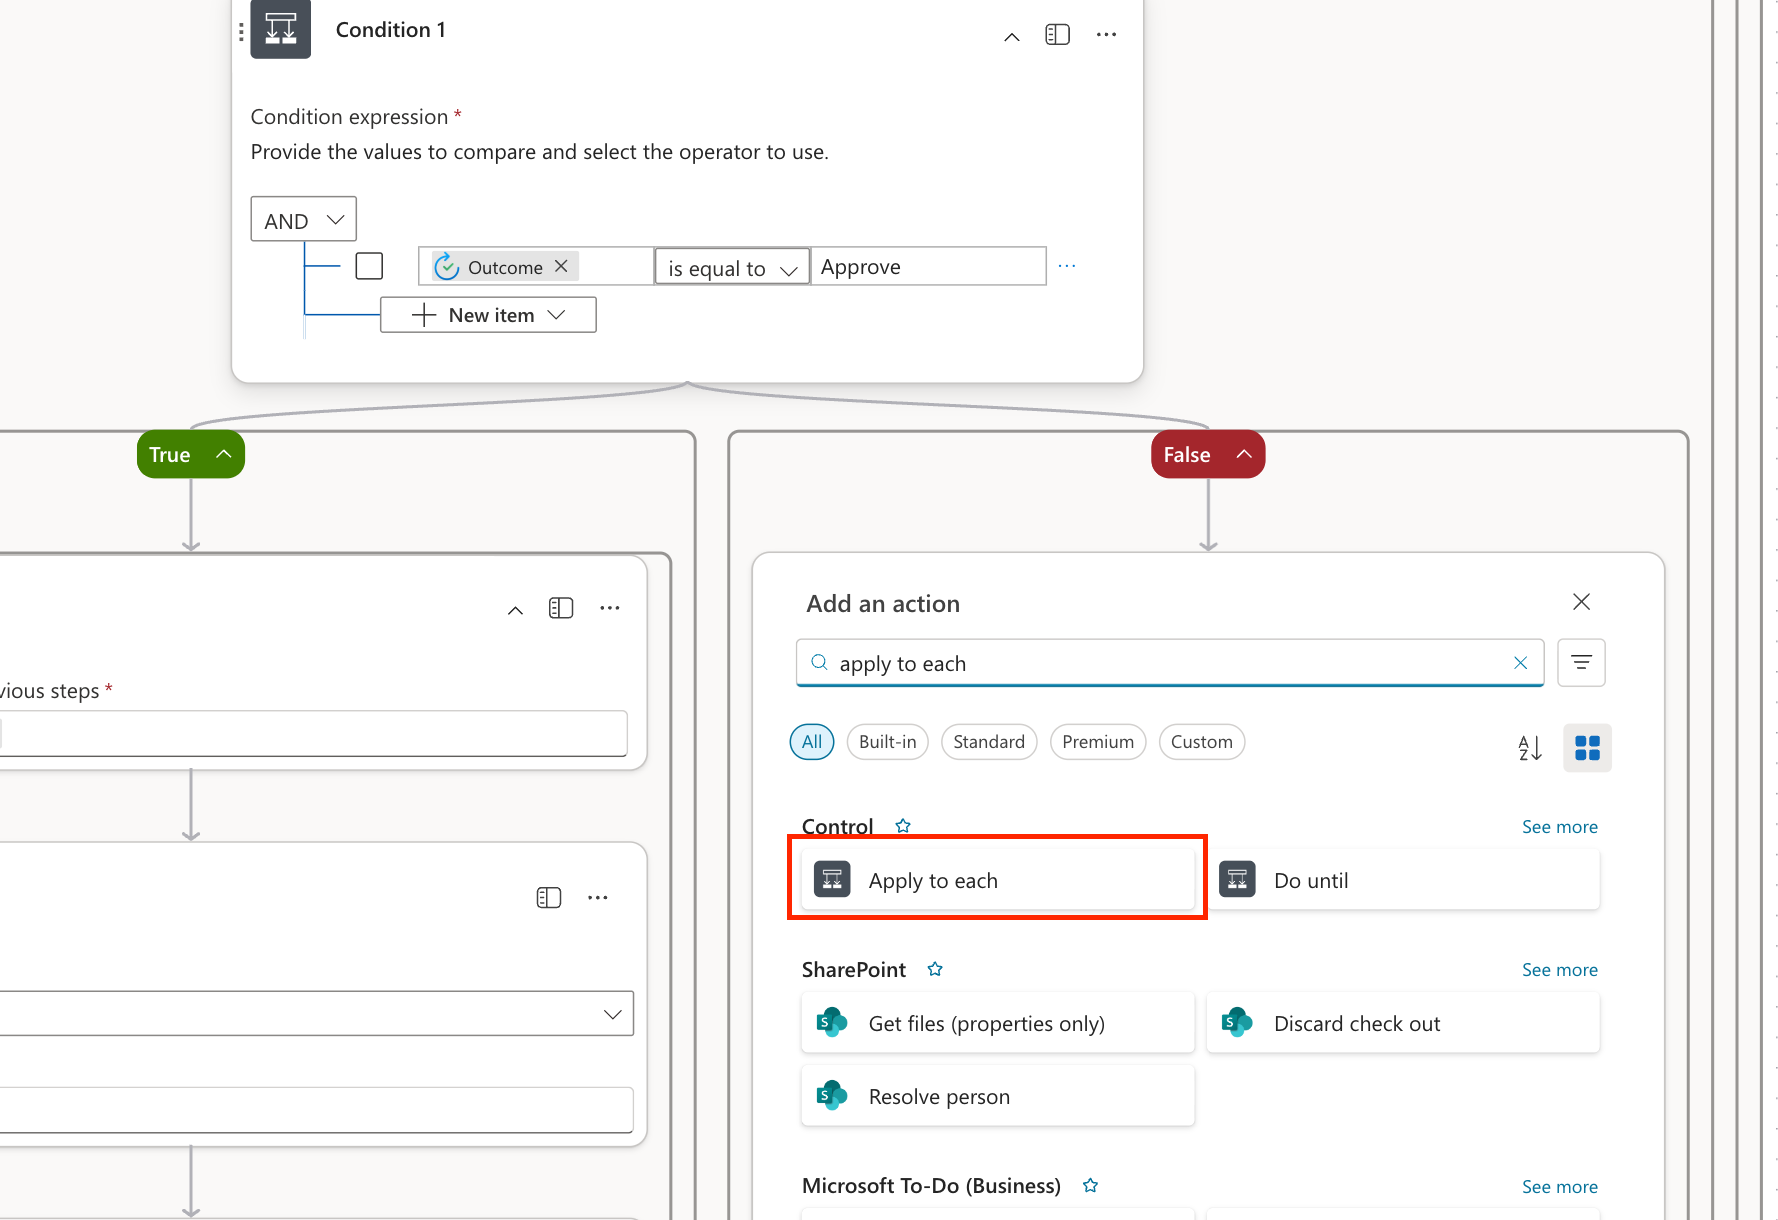 Condition 1
Condition expression *
Provide the values to compare and select the operator to use.
AND
Outcome
is equal to
Approve
New item
True
False
vious steps *
Add an action
apply to each
All
Built-in
Standard
Premium
Custom
A
Z
Control
See more
Apply to each
Do until
SharePoint
See more
S
Get files (properties only)
S
Discard check out
S
Resolve person
Microsoft To-Do (Business)
See more